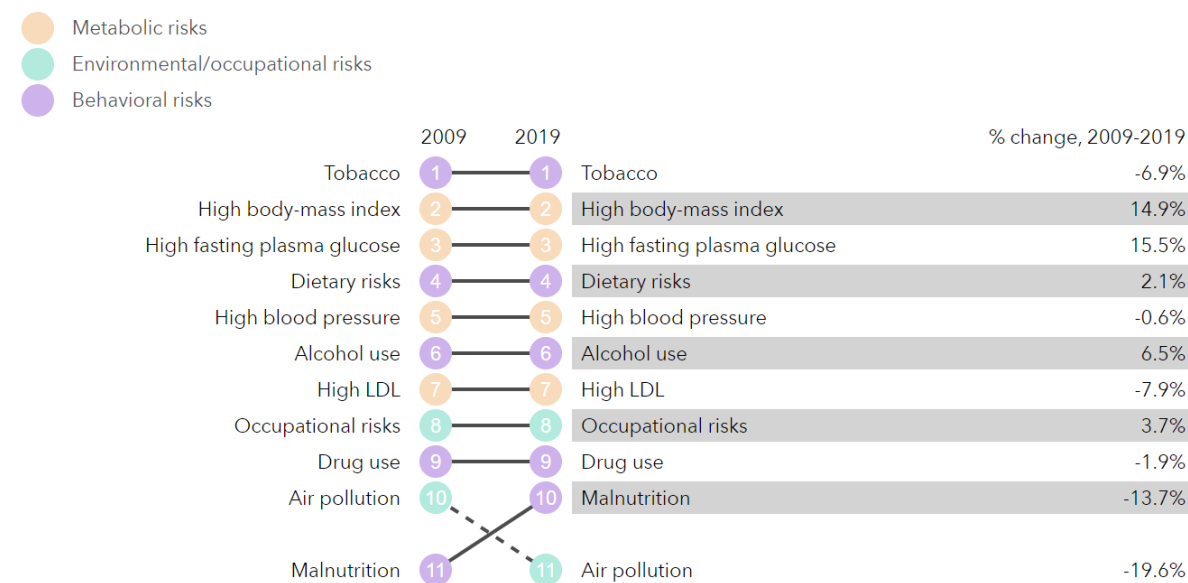 Metabolic risks
Environmental/occupational risks
Behavioral risks
2009 2019 % change, 2009-2019
Tobacco 1 1 Tobacco -6.9%
High body-mass index 2 2 High body-mass index 14.9%
High fasting plasma glucose 3 3 High fasting plasma glucose 15.5%
Dietary risks 4 4 Dietary risks 2.1%
High blood pressure 5 5 High blood pressure -0.6%
Alcohol use 6 6 Alcohol use 6.5%
High LDL 7 7 High LDL -7.9%
Occupational risks 8 8 Occupational risks 3.7%
Drug use 9 9 Drug use -1.9%
Air pollution 10 10 Malnutrition -13.7%
Malnutrition 11 11 Air pollution -19.6%